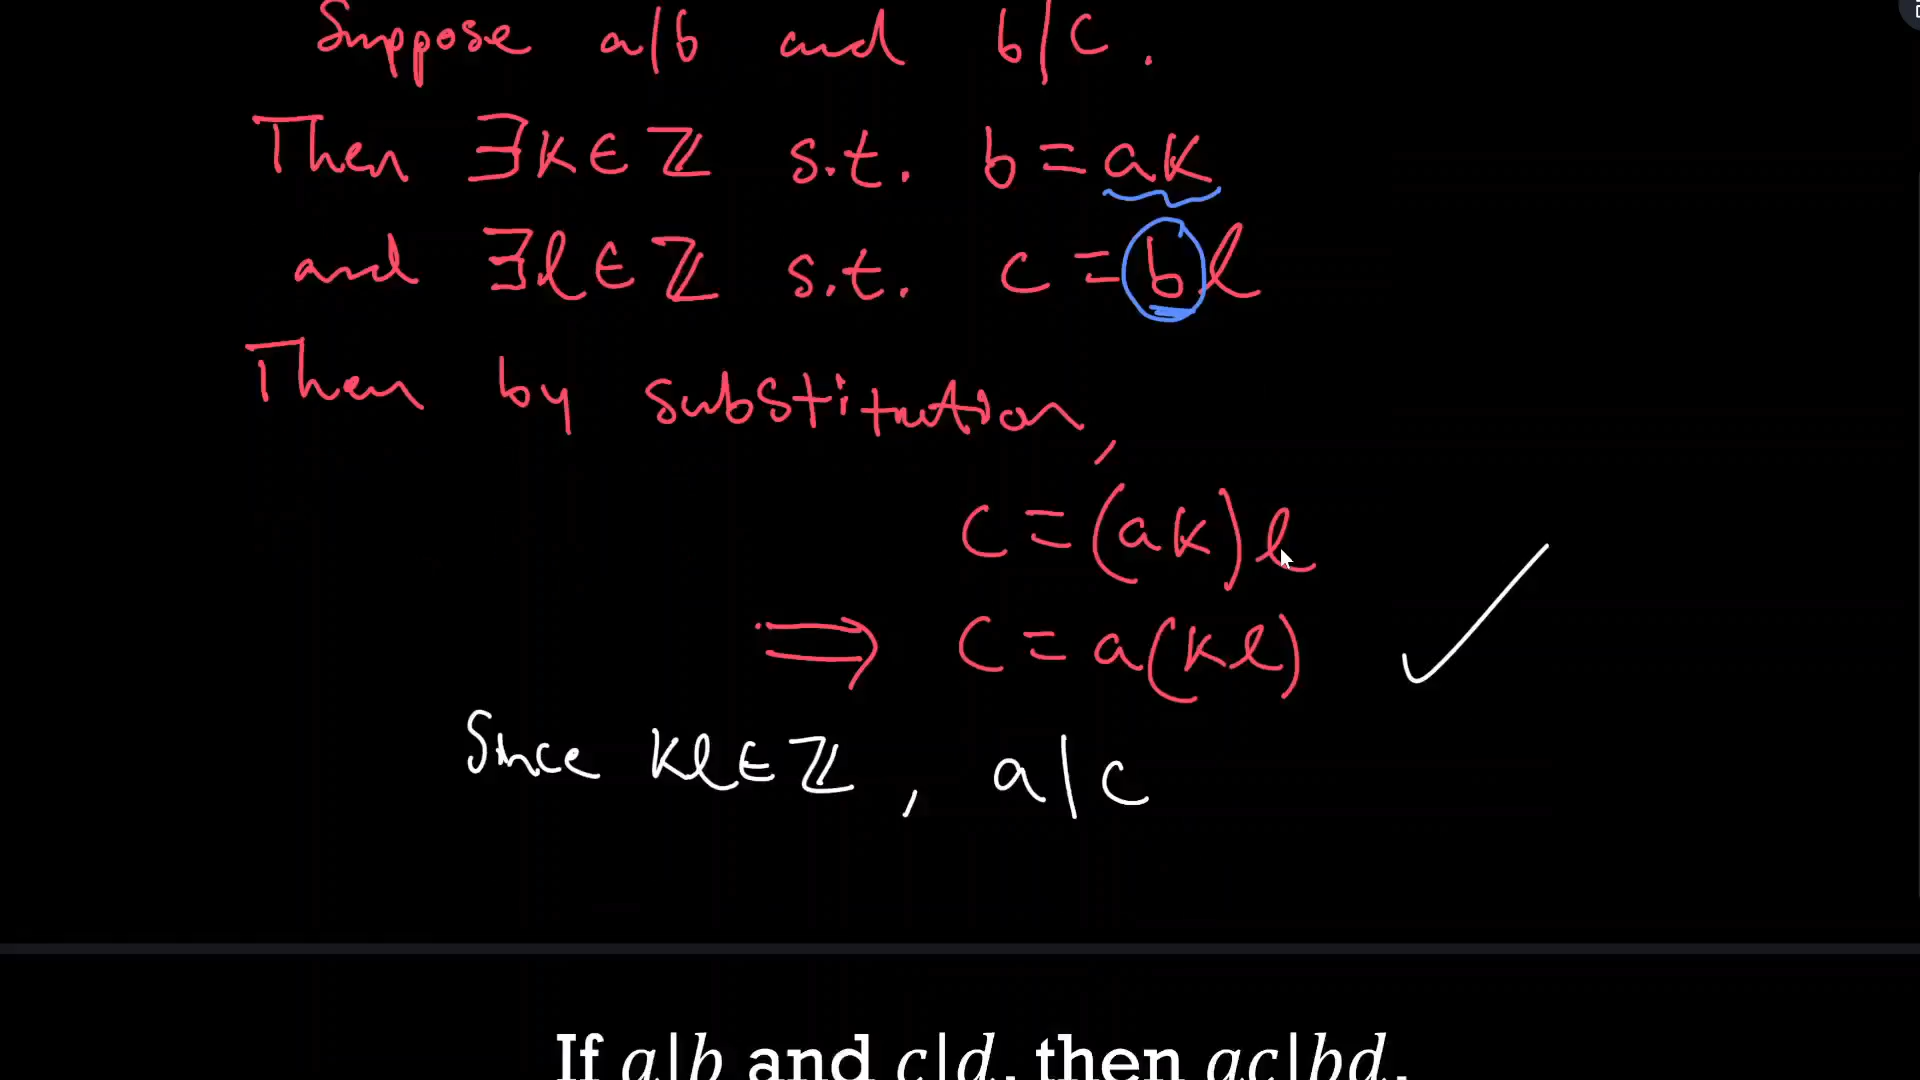 Suppose a|b and b|c.
Then ∃k∈ℤ s.t. b=ak
and ∃l∈ℤ s.t. c=bl
Then by substitution,
c=(ak)l
⟹ c=a(kl)
Since kl∈ℤ, a|c
If a|b and c|d, then ac|bd.